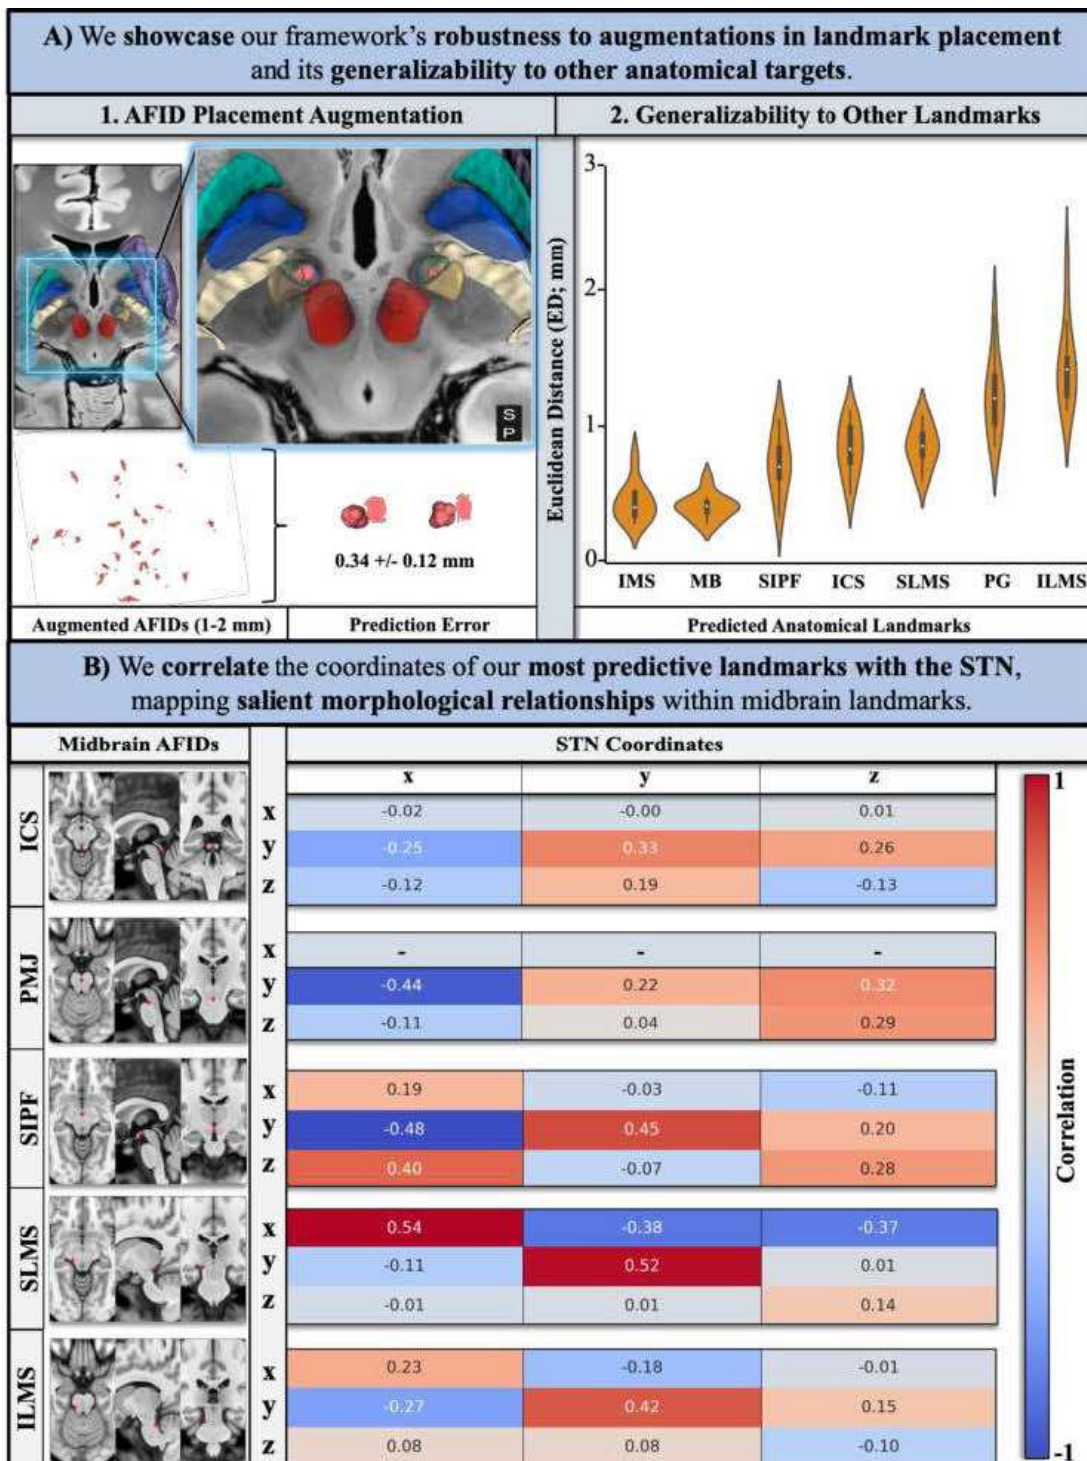 A) We showcase our framework's robustness to augmentations in landmark placement
and its generalizability to other anatomical targets.
1. AFID Placement Augmentation
2. Generalizability to Other Landmarks
S
P
0.34 +/- 0.12 mm
Augmented AFIDs (1-2 mm)
Prediction Error
Euclidean Distance (ED; mm)
3
2
1
0
IMS MB SIPF ICS SLMS PG ILMS
Predicted Anatomical Landmarks
B) We correlate the coordinates of our most predictive landmarks with the STN,
mapping salient morphological relationships within midbrain landmarks.
Midbrain AFIDs
STN Coordinates
x y z
ICS
x -0.02 -0.00 0.01
y -0.25 0.33 0.26
z -0.12 0.19 -0.13
PMJ
x - - -
y -0.44 0.22 0.32
z -0.11 0.04 0.29
SIPF
x 0.19 -0.03 -0.11
y -0.48 0.45 0.20
z 0.40 -0.07 0.28
SLMS
x 0.54 -0.38 -0.37
y -0.11 0.52 0.01
z -0.01 0.01 0.14
ILMS
x 0.23 -0.18 -0.01
y -0.27 0.42 0.15
z 0.08 0.08 -0.10
1
Correlation
-1